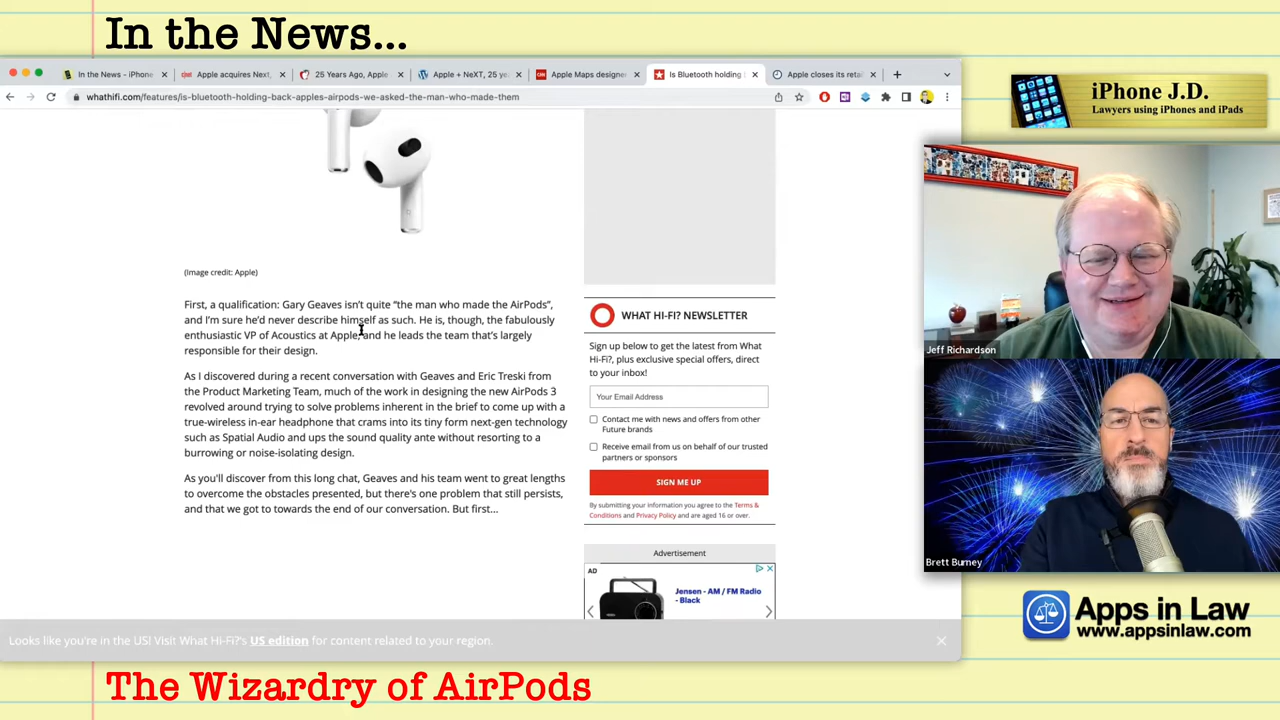 In the News...
In the News - iPhone
Apple acquires Next,
25 Years Ago, Apple
Apple + NeXT, 25 ye
Apple Maps designe
Is Bluetooth holding
Apple closes its reta
whathifi.com/features/is-bluetooth-holding-back-apples-airpods-we-asked-the-man-who-made-them
iPhone J.D.
Lawyers using iPhones and iPads
(Image credit: Apple)
First, a qualification: Gary Geaves isn't quite "the man who made the AirPods",
and I'm sure he'd never describe himself as such. He is, though, the fabulously
enthusiastic VP of Acoustics at Apple, and he leads the team that's largely
responsible for their design.
As I discovered during a recent conversation with Geaves and Eric Treski from
the Product Marketing Team, much of the work in designing the new AirPods 3
revolved around trying to solve problems inherent in the brief to come up with a
true-wireless in-ear headphone that crams into its tiny form next-gen technology
such as Spatial Audio and ups the sound quality ante without resorting to a
burrowing or noise-isolating design.
As you'll discover from this long chat, Geaves and his team went to great lengths
to overcome the obstacles presented, but there's one problem that still persists,
and that we got to towards the end of our conversation. But first...
WHAT HI-FI? NEWSLETTER
Sign up below to get the latest from What
Hi-Fi?, plus exclusive special offers, direct
to your inbox!
Your Email Address
Contact me with news and offers from other
Future brands
Receive email from us on behalf of our trusted
partners or sponsors
SIGN ME UP
By submitting your information you agree to the Terms &
Conditions and Privacy Policy and are aged 16 or over.
Advertisement
AD
Jensen - AM / FM Radio
- Black
Looks like you're in the US! Visit What Hi-Fi?'s US edition for content related to your region.
Jeff Richardson
Brett Burney
Apps in Law
www.appsinlaw.com
The Wizardry of AirPods